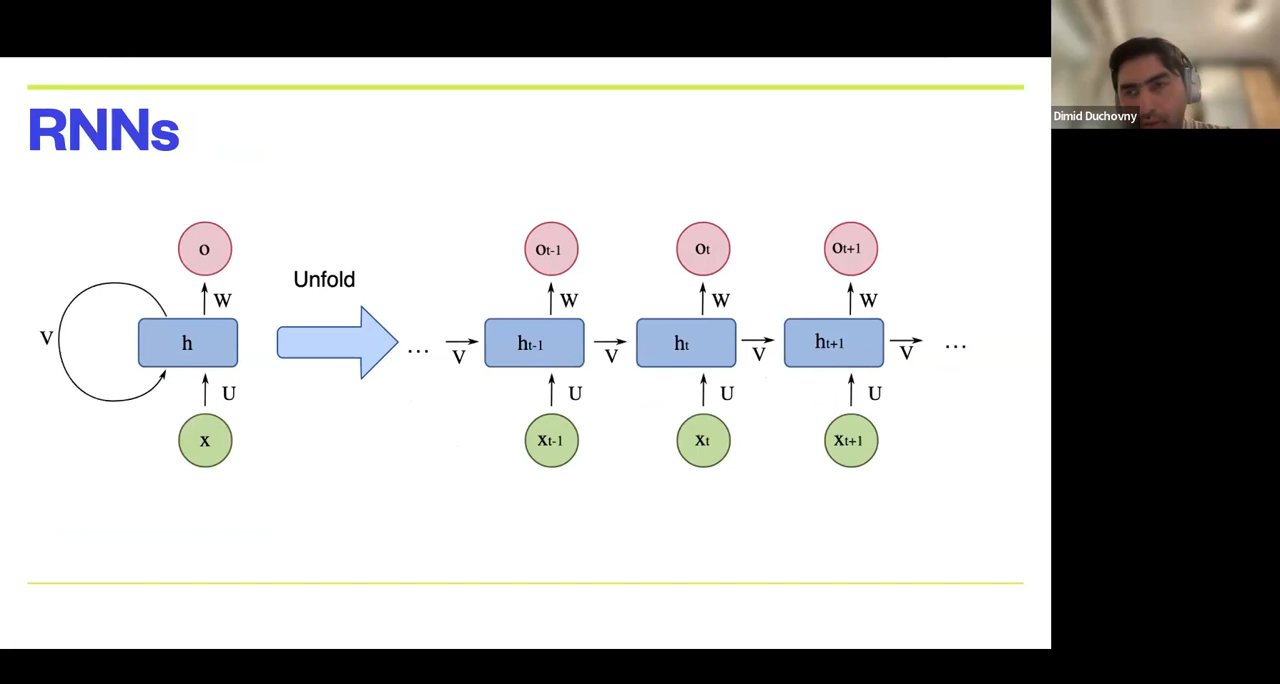 RNNs
Dimid Duchovny
o
Ot-1
Ot
Ot+1
Unfold
W
W
W
W
V
h
...
V
ht-1
V
ht
V
ht+1
V
...
U
U
U
U
x
Xt-1
Xt
Xt+1